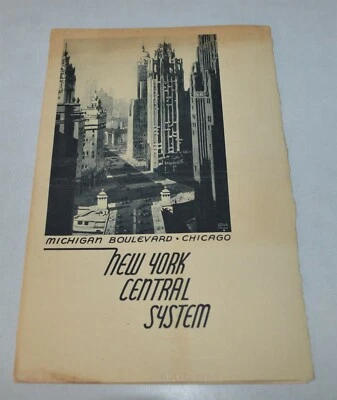 MICHIGAN BOULEVARD • CHICAGO
NEW YORK
CENTRAL
SYSTEM